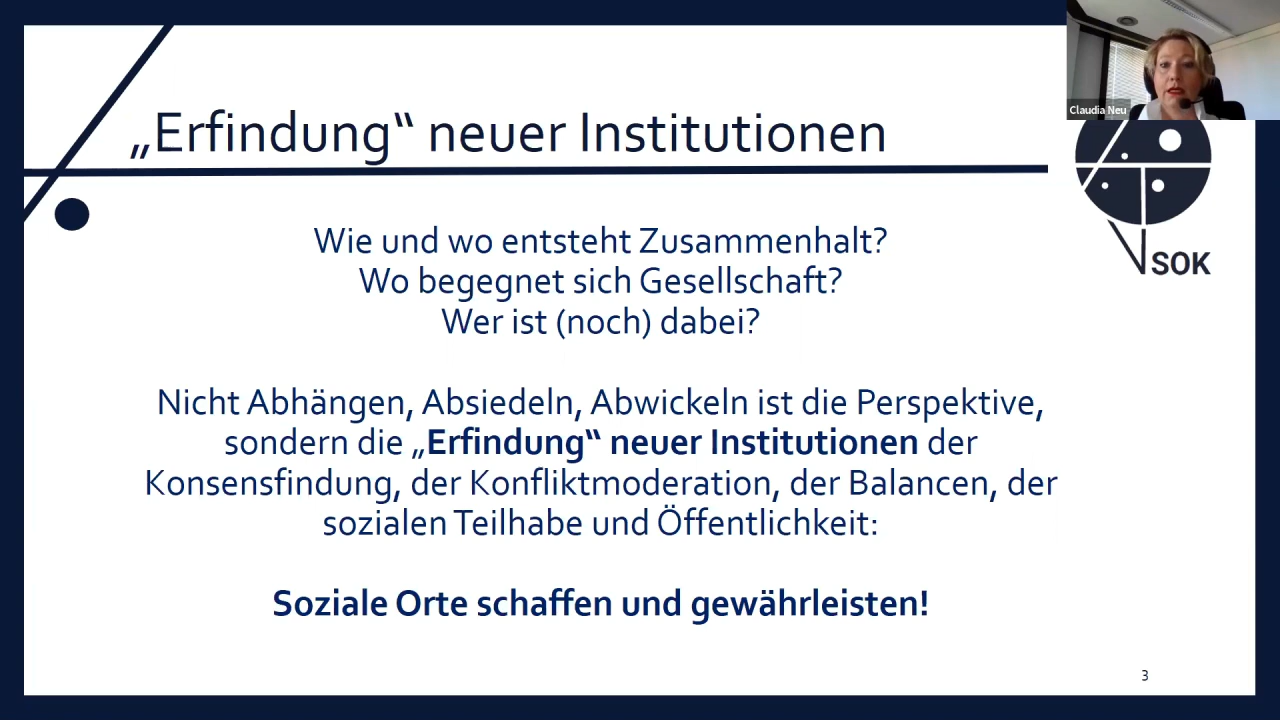 „Erfindung“ neuer Institutionen
Claudia Neu
SOK
Wie und wo entsteht Zusammenhalt?
Wo begegnet sich Gesellschaft?
Wer ist (noch) dabei?
Nicht Abhängen, Absiedeln, Abwickeln ist die Perspektive,
sondern die „Erfindung“ neuer Institutionen der
Konsensfindung, der Konfliktmoderation, der Balancen, der
sozialen Teilhabe und Öffentlichkeit:
Soziale Orte schaffen und gewährleisten!
3